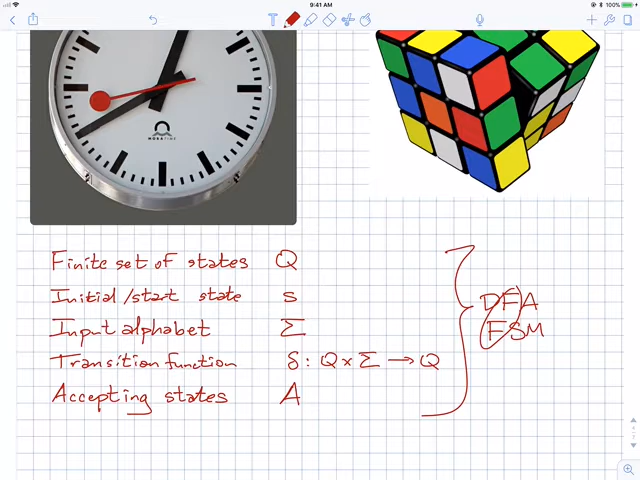 9:41 AM
100%
MOBATIME
Finite set of states Q
Initial/start state s
Input alphabet Σ
Transition function δ: Q × Σ → Q
Accepting states A
DFA
FSM